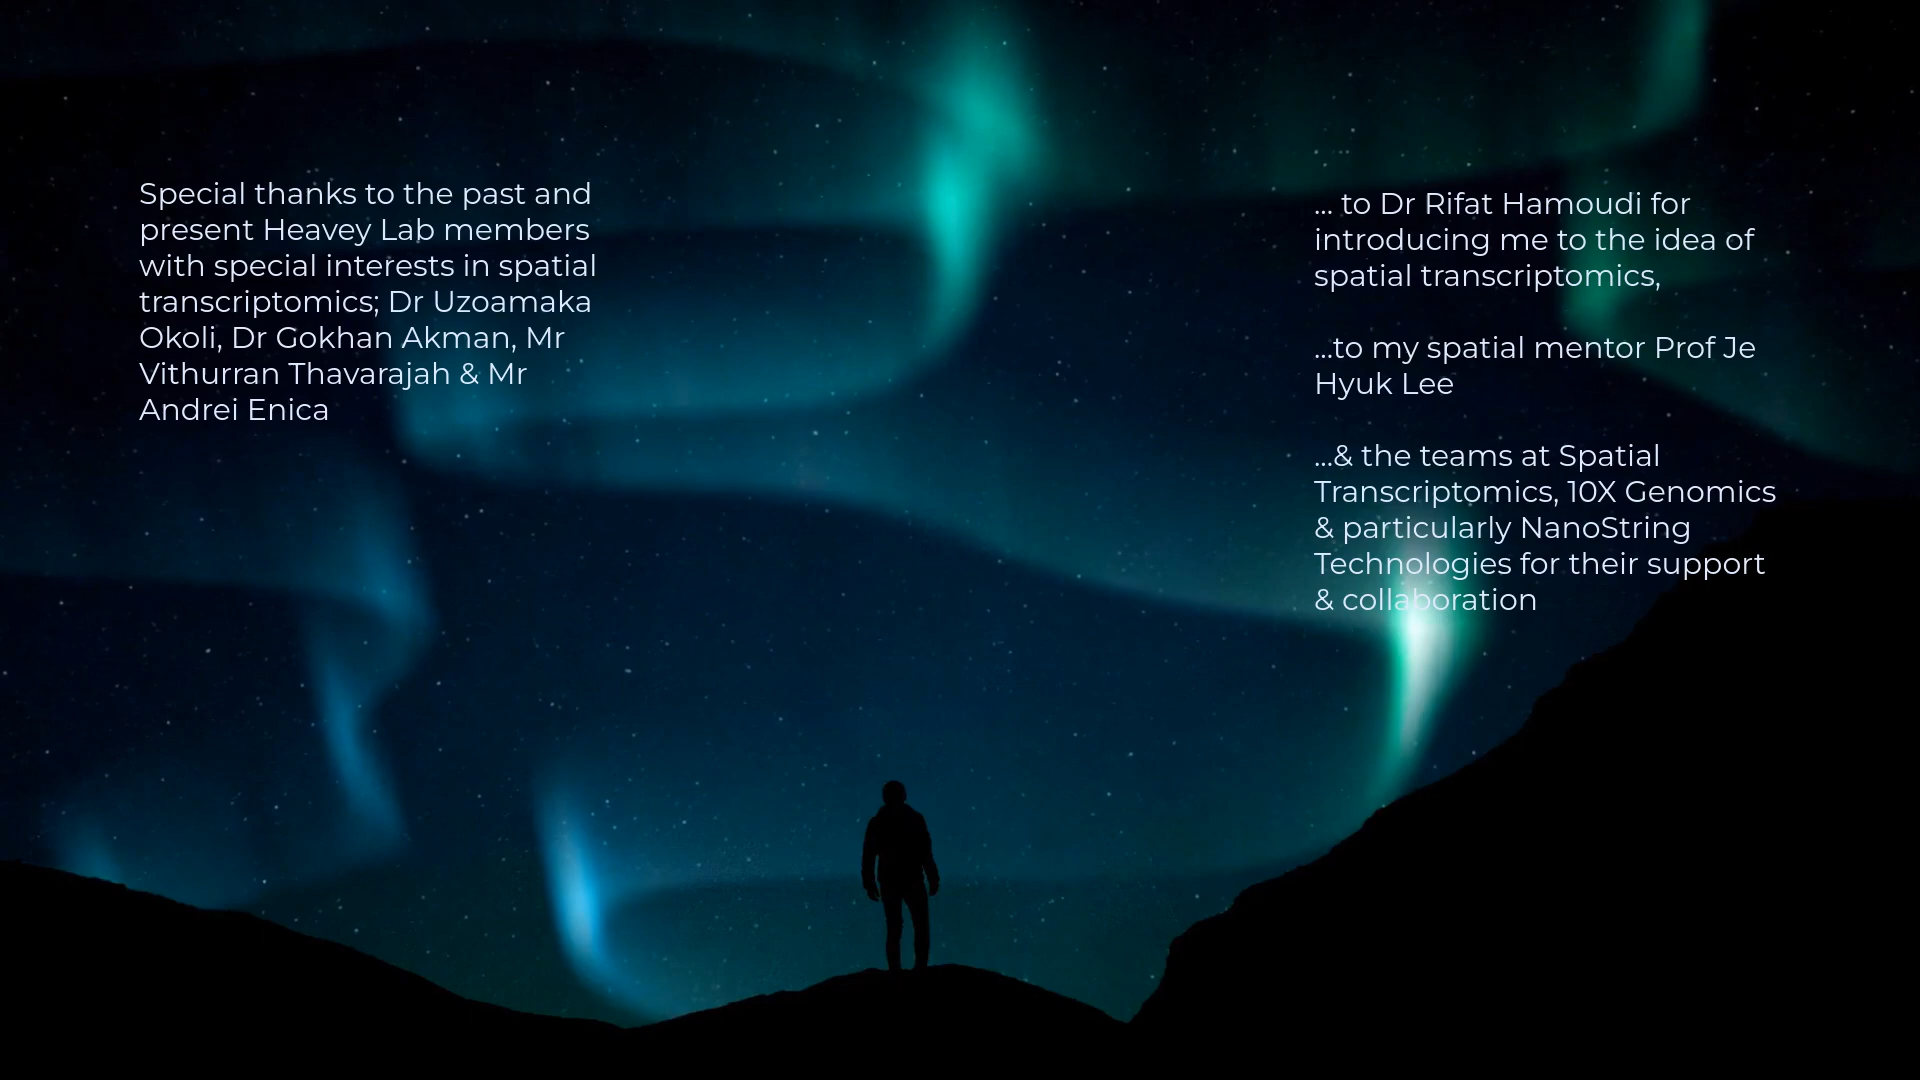 Special thanks to the past and
present Heavey Lab members
with special interests in spatial
transcriptomics; Dr Uzoamaka
Okoli, Dr Gokhan Akman, Mr
Vithurran Thavarajah & Mr
Andrei Enica
... to Dr Rifat Hamoudi for
introducing me to the idea of
spatial transcriptomics,
...to my spatial mentor Prof Je
Hyuk Lee
...& the teams at Spatial
Transcriptomics, 10X Genomics
& particularly NanoString
Technologies for their support
& collaboration